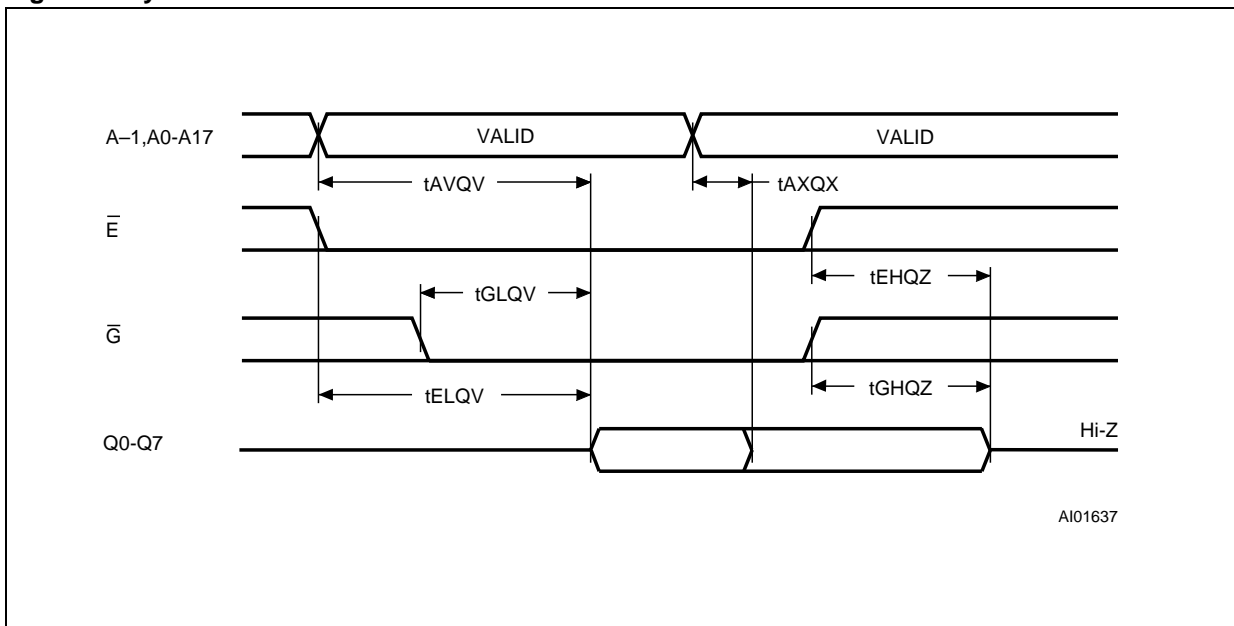 A–1,A0-A17
VALID
VALID
tAVQV
tAXQX
E̅
tEHQZ
tGLQV
G̅
tELQV
tGHQZ
Q0-Q7
Hi-Z
AI01637